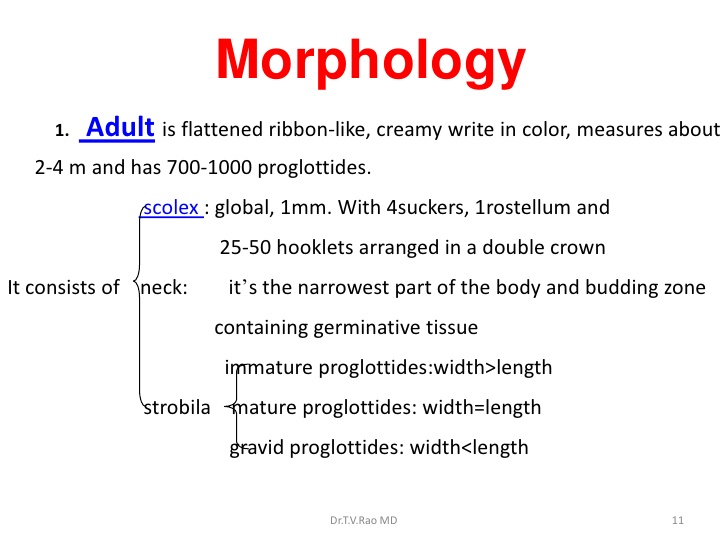 Morphology
1. Adult is flattened ribbon-like, creamy write in color, measures about
2-4 m and has 700-1000 proglottides.
scolex : global, 1mm. With 4suckers, 1rostellum and
25-50 hooklets arranged in a double crown
It consists of neck: it’s the narrowest part of the body and budding zone
containing germinative tissue
immature proglottides:width>length
strobila mature proglottides: width=length
gravid proglottides: width<length
Dr.T.V.Rao MD 11